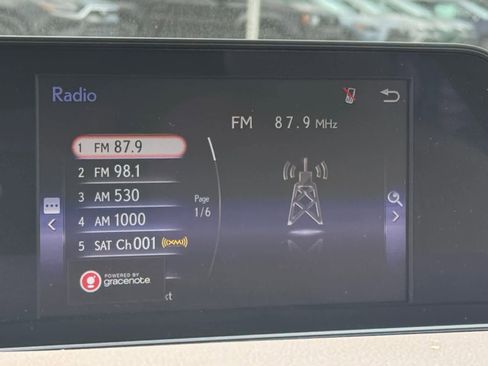 Radio
FM 87.9 MHz
1 FM 87.9
2 FM 98.1
3 AM 530
4 AM 1000
5 SAT Ch 001 ((XM))
Page
1/6
POWERED BY
gracenote.